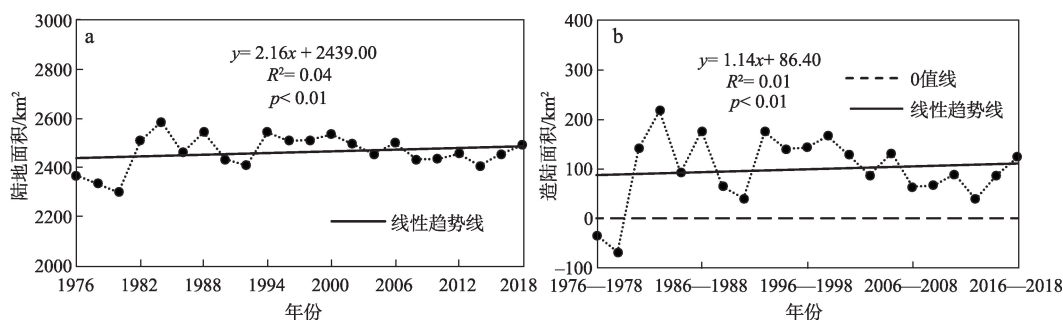 a
y= 2.16x + 2439.00
R²= 0.04
p< 0.01
陆地面积/km²
3000
2800
2600
2400
2200
2000
线性趋势线
1976 1982 1988 1994 2000 2006 2012 2018
年份
b
y= 1.14x+ 86.40
R²= 0.01
p< 0.01
0值线
线性趋势线
造陆面积/km²
400
300
200
100
0
−100
1976—1978 1986—1988 1996—1998 2006—2008 2016—2018
年份